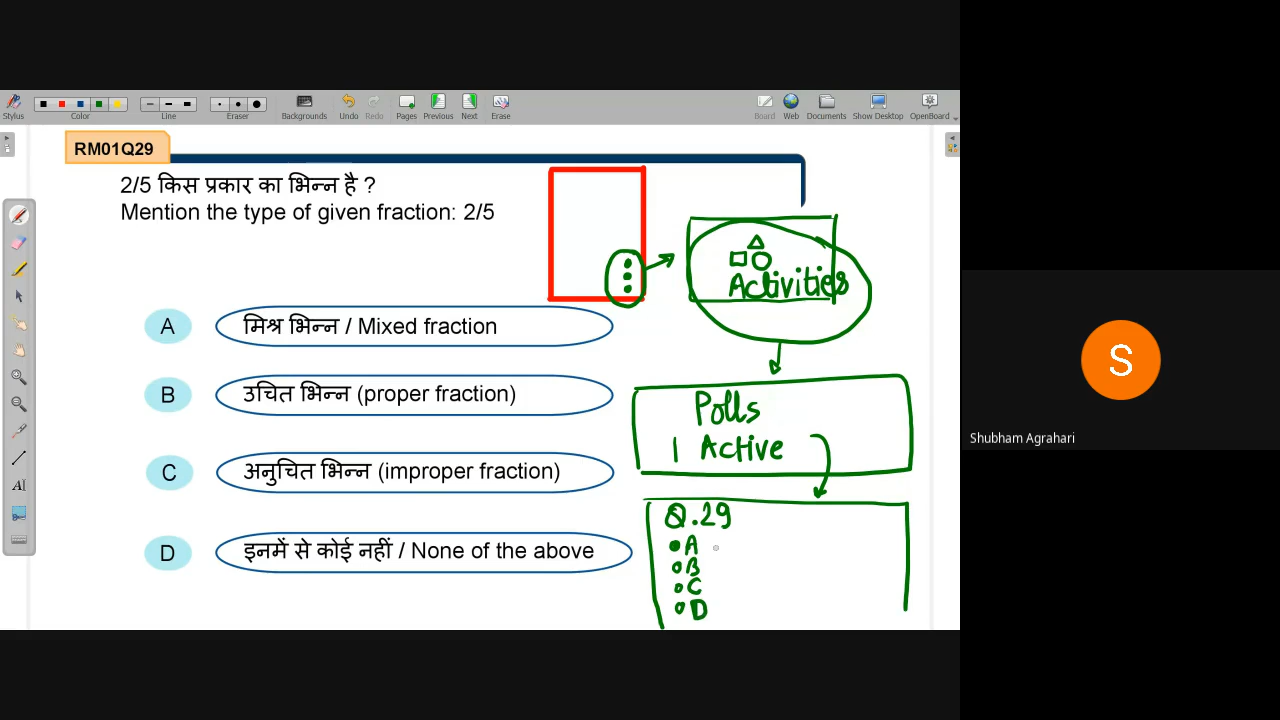 Stylus
Color
Line
Eraser
Backgrounds
Undo
Redo
Pages
Previous
Next
Erase
Board
Web
Documents
Show Desktop
OpenBoard
RM01Q29
2/5 किस प्रकार का भिन्न है ?
Mention the type of given fraction: 2/5
Activities
A
मिश्र भिन्न / Mixed fraction
B
उचित भिन्न (proper fraction)
C
अनुचित भिन्न (improper fraction)
D
इनमें से कोई नहीं / None of the above
Polls
1 Active
Q.29
A
B
C
D
AI
S
Shubham Agrahari